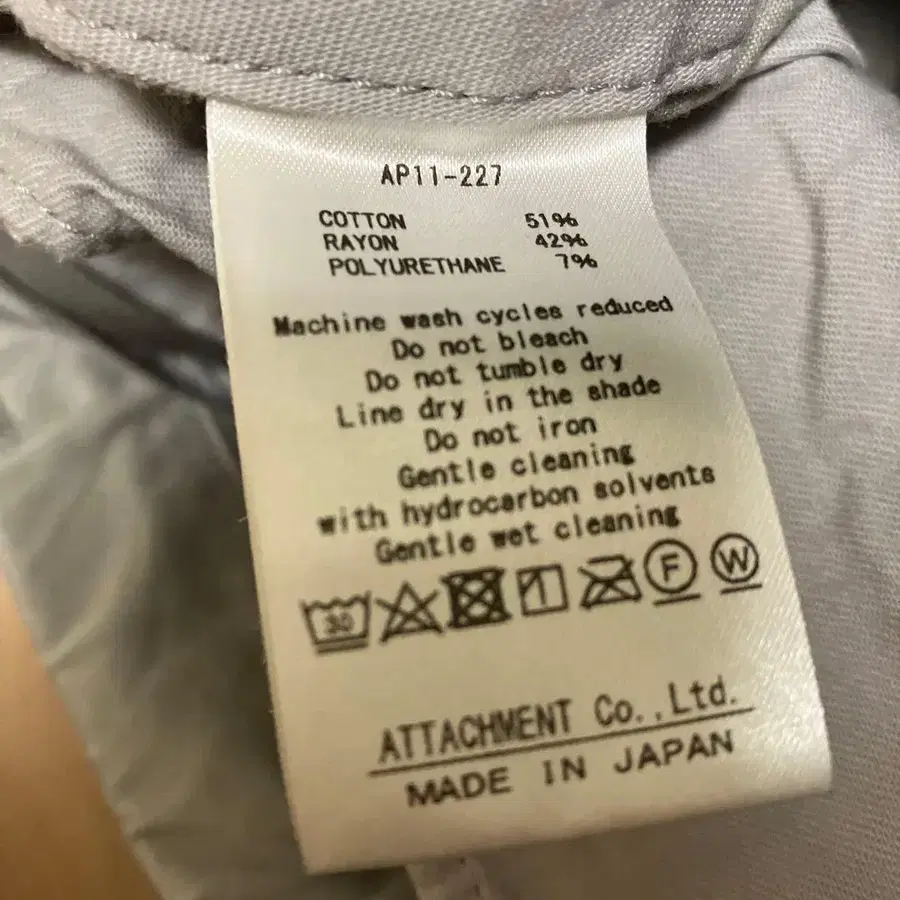 AP11-227
COTTON 51%
RAYON 42%
POLYURETHANE 7%
Machine wash cycles reduced
Do not bleach
Do not tumble dry
Line dry in the shade
Do not iron
Gentle cleaning
with hydrocarbon solvents
Gentle wet cleaning
30 F W
ATTACHMENT Co.,Ltd.
MADE IN JAPAN